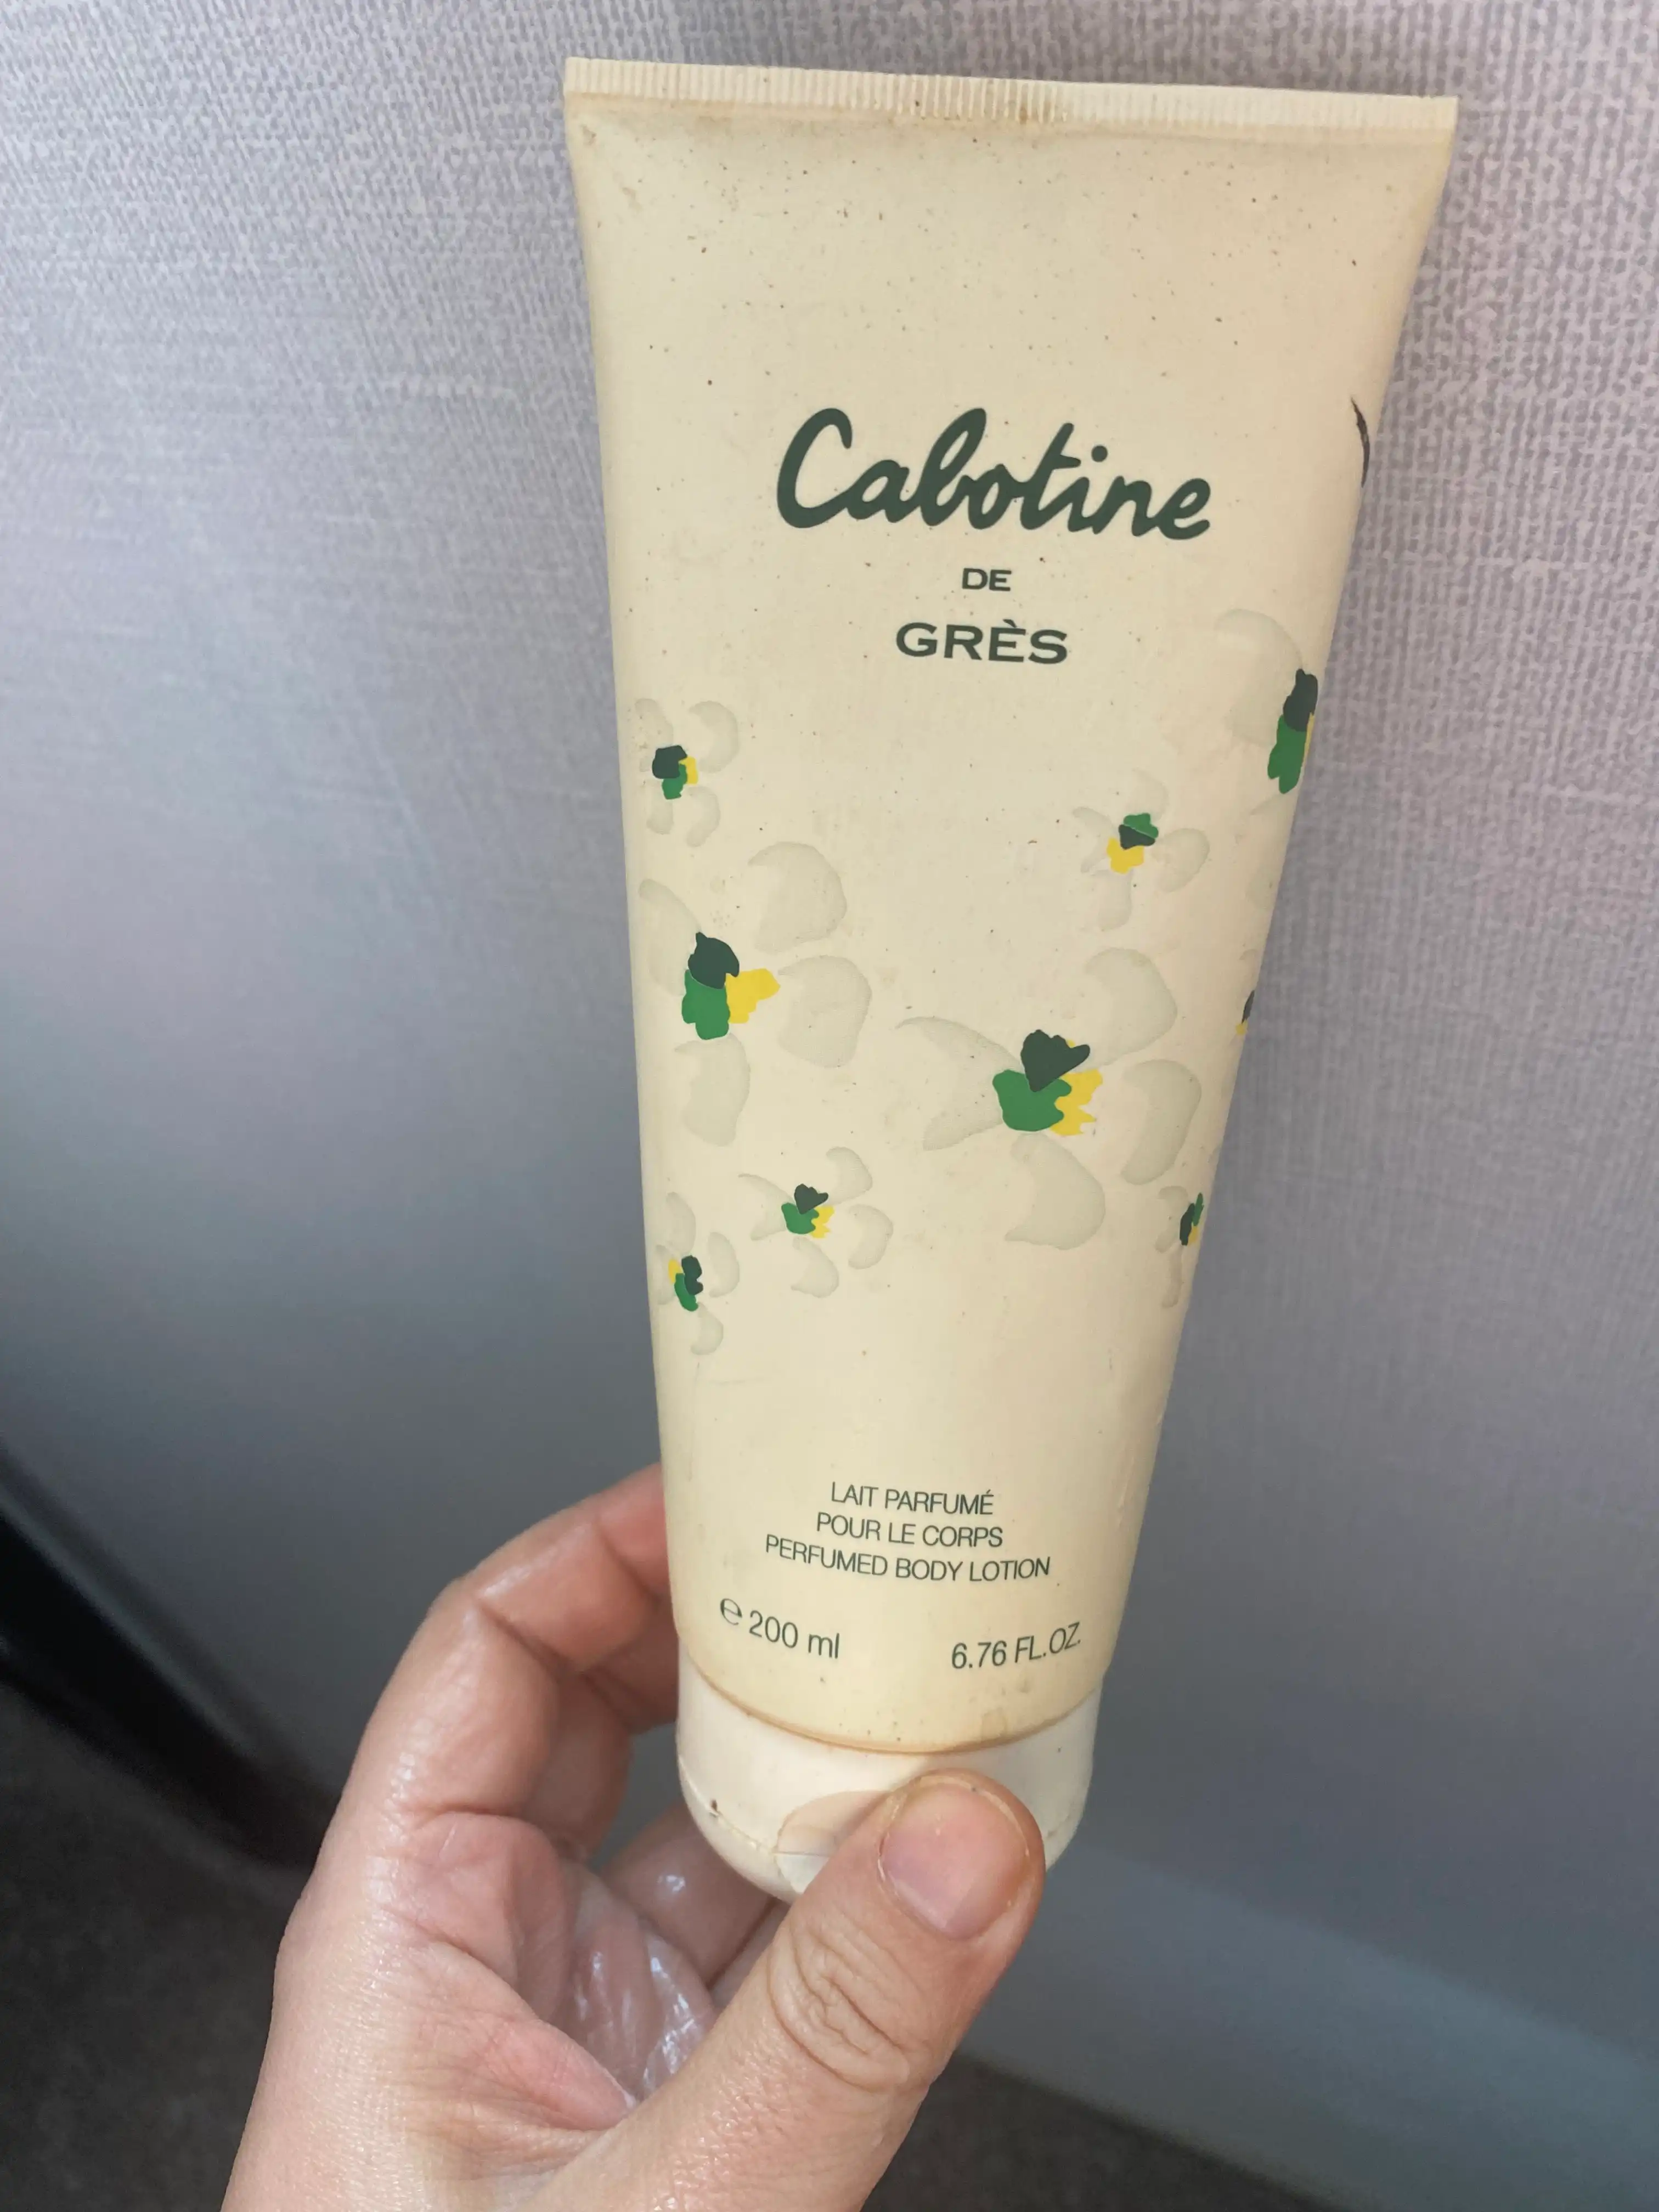 Cabotine
DE
GRÈS
LAIT PARFUMÉ
POUR LE CORPS
PERFUMED BODY LOTION
℮ 200 ml 6.76 FL.OZ.